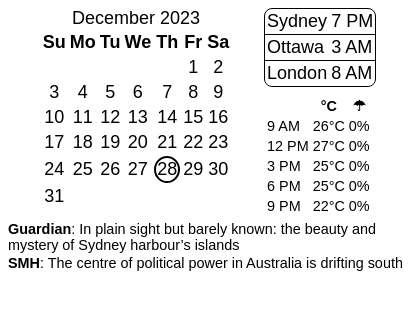 December 2023
Su Mo Tu We Th Fr Sa
1 2
3 4 5 6 7 8 9
10 11 12 13 14 15 16
17 18 19 20 21 22 23
24 25 26 27 28 29 30
31
Sydney 7 PM
Ottawa 3 AM
London 8 AM
°C ☂
9 AM 26°C 0%
12 PM 27°C 0%
3 PM 25°C 0%
6 PM 25°C 0%
9 PM 22°C 0%
Guardian: In plain sight but barely known: the beauty and
mystery of Sydney harbour’s islands
SMH: The centre of political power in Australia is drifting south